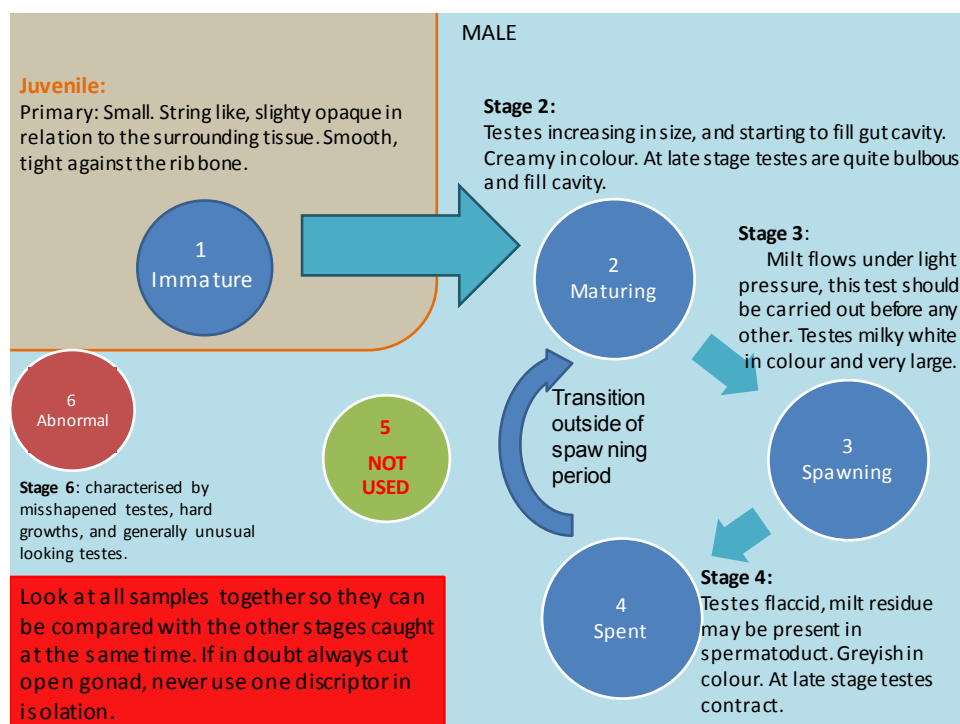 MALE
Juvenile:
Primary: Small. String like, slighty opaque in
relation to the surrounding tissue. Smooth,
tight against the rib bone.
1
Immature
Stage 2:
Testes increasing in size, and starting to fill gut cavity.
Creamy in colour. At late stage testes are quite bulbous
and fill cavity.
2
Maturing
Stage 3:
Milt flows under light
pressure, this test should
be carried out before any
other. Testes milky white
in colour and very large.
3
Spawning
Transition
outside of
spawning
period
6
Abnormal
Stage 6: characterised by
misshapened testes, hard
growths, and generally unusual
looking testes.
5
NOT
USED
4
Spent
Stage 4:
Testes flaccid, milt residue
may be present in
spermatoduct. Greyish in
colour. At late stage testes
contract.
Look at all samples together so they can
be compared with the other stages caught
at the same time. If in doubt always cut
open gonad, never use one discriptor in
isolation.